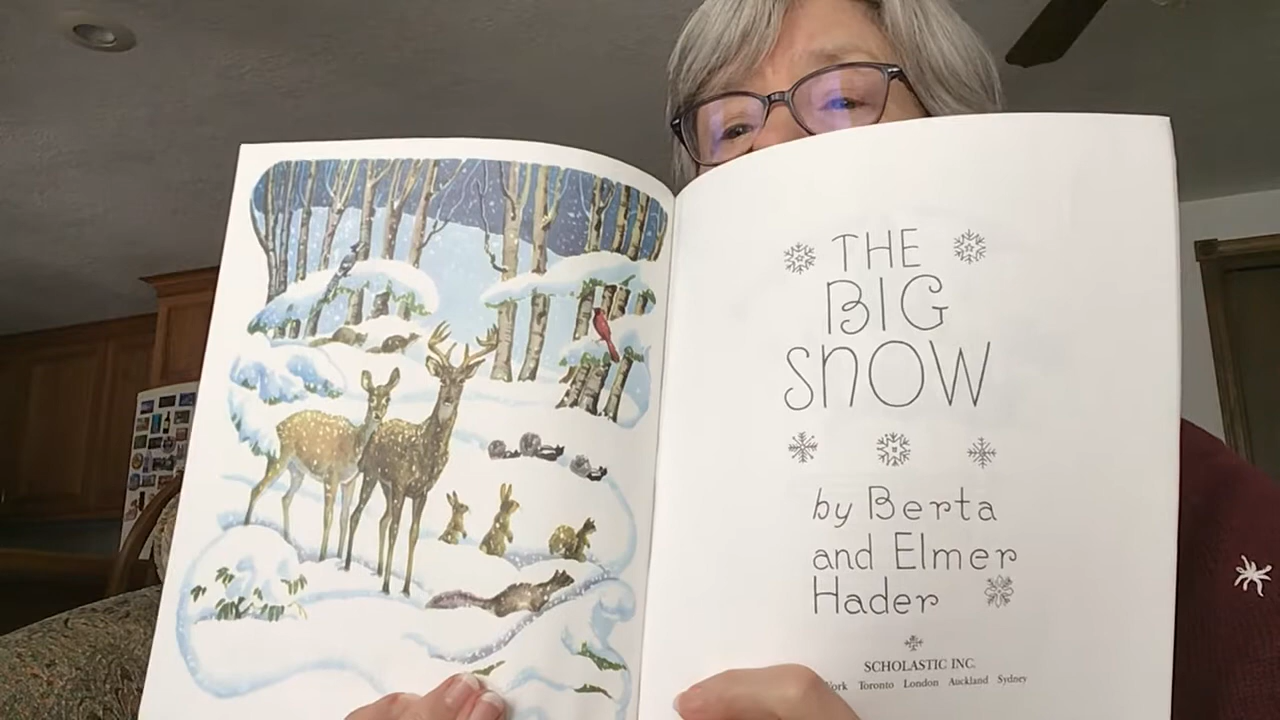 THE
BIG
SNOW
by Berta
and Elmer
Hader
SCHOLASTIC INC.
Toronto London Auckland Sydney